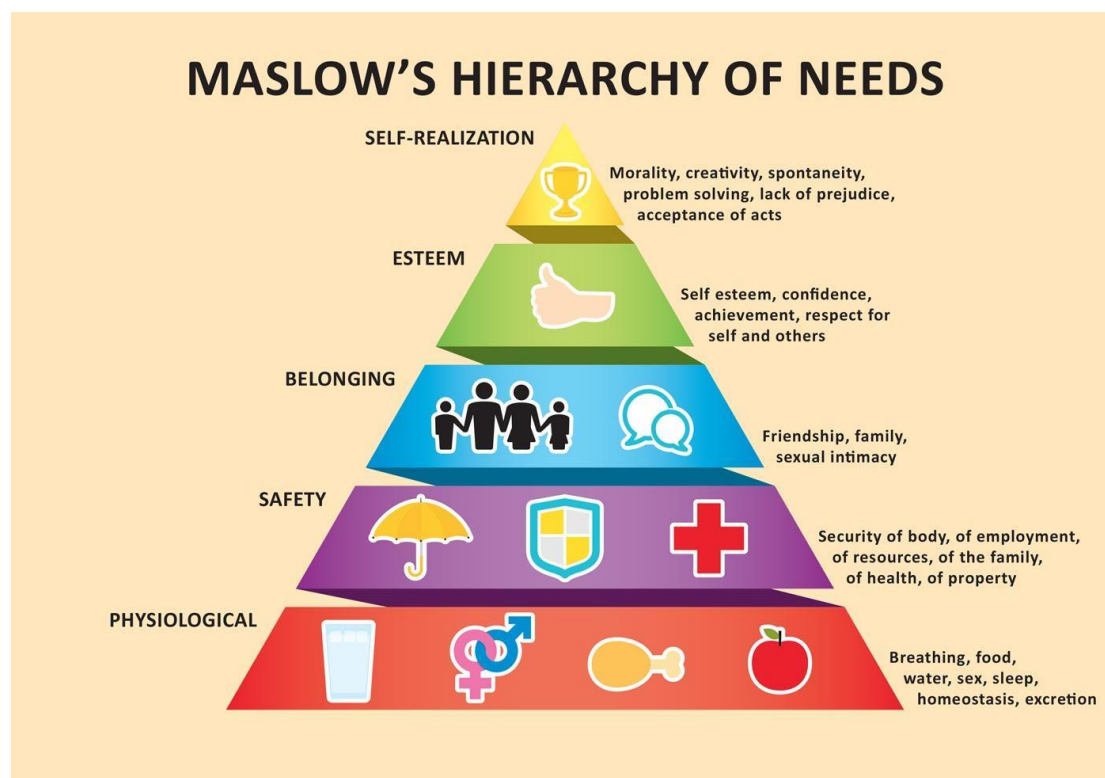 MASLOW'S HIERARCHY OF NEEDS
SELF-REALIZATION
Morality, creativity, spontaneity,
problem solving, lack of prejudice,
acceptance of acts
ESTEEM
Self esteem, confidence,
achievement, respect for
self and others
BELONGING
Friendship, family,
sexual intimacy
SAFETY
Security of body, of employment,
of resources, of the family,
of health, of property
PHYSIOLOGICAL
Breathing, food,
water, sex, sleep,
homeostasis, excretion